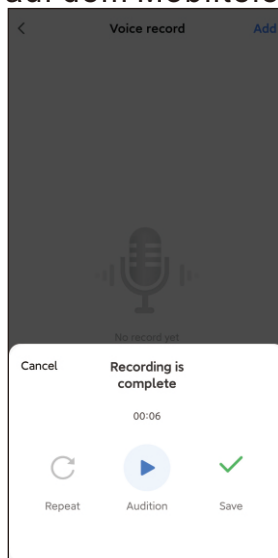 Voice record
Add
No record yet
Cancel
Recording is
complete
00:06
Repeat
Audition
Save